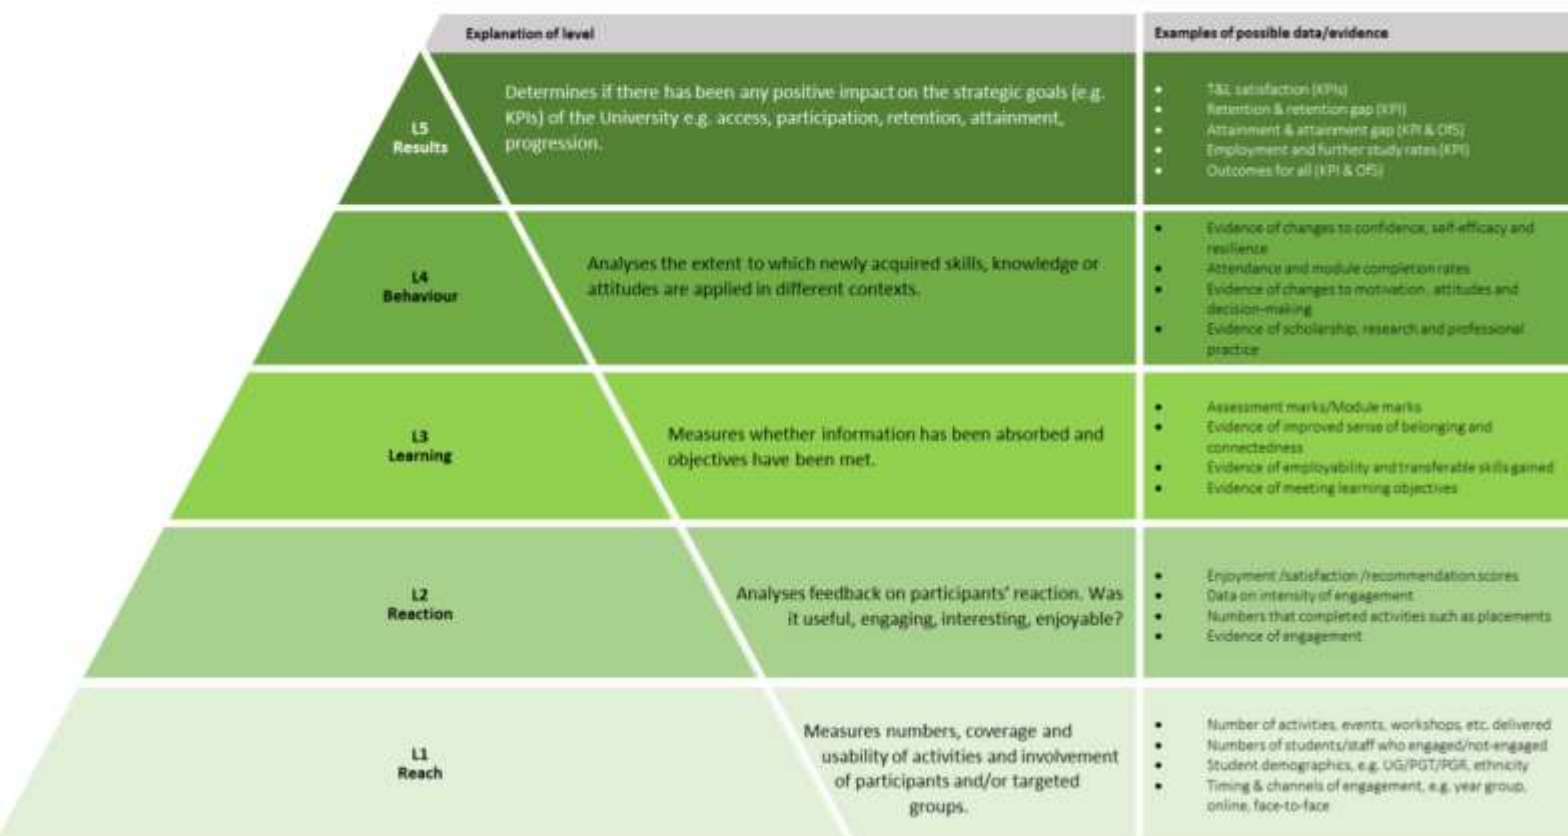 Explanation of level
Examples of possible data/evidence
L5
Results
Determines if there has been any positive impact on the strategic goals (e.g.
KPIs) of the University e.g. access, participation, retention, attainment,
progression.
• T&L satisfaction (KPIs)
• Retention & retention gap (KPI)
• Attainment & attainment gap (KPI & OfS)
• Employment and further study rates (KPI)
• Outcomes for all (KPI & OfS)
L4
Behaviour
Analyses the extent to which newly acquired skills, knowledge or
attitudes are applied in different contexts.
• Evidence of changes to confidence, self-efficacy and
resilience
• Attendance and module completion rates
• Evidence of changes to motivation, attitudes and
decision-making
• Evidence of scholarship, research and professional
practice
L3
Learning
Measures whether information has been absorbed and
objectives have been met.
• Assessment marks/Module marks
• Evidence of improved sense of belonging and
connectedness
• Evidence of employability and transferable skills gained
• Evidence of meeting learning objectives
L2
Reaction
Analyses feedback on participants' reaction. Was
it useful, engaging, interesting, enjoyable?
• Enjoyment /satisfaction /recommendation scores
• Data on intensity of engagement
• Numbers that completed activities such as placements
• Evidence of engagement
L1
Reach
Measures numbers, coverage and
usability of activities and involvement
of participants and/or targeted
groups.
• Number of activities, events, workshops, etc. delivered
• Numbers of students/staff who engaged/not-engaged
• Student demographics, e.g. UG/PGT/PGR, ethnicity
• Timing & channels of engagement, e.g. year group,
online, face-to-face